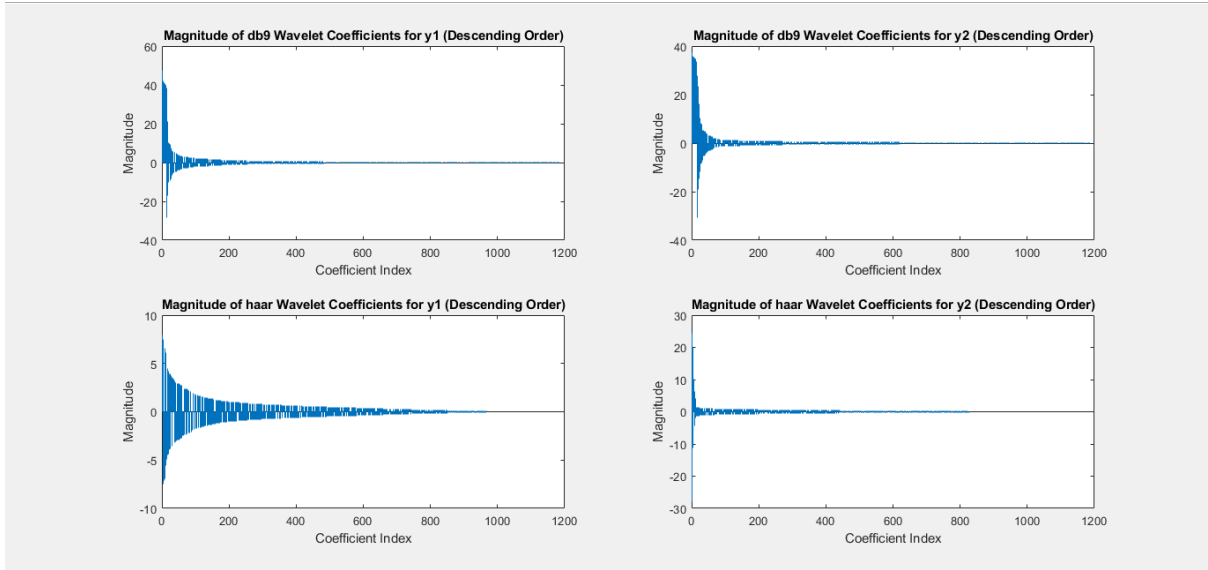 Magnitude of db9 Wavelet Coefficients for y1 (Descending Order)
60
40
20
0
-20
-40
Magnitude
0 200 400 600 800 1000 1200
Coefficient Index
Magnitude of db9 Wavelet Coefficients for y2 (Descending Order)
40
20
0
-20
-40
Magnitude
0 200 400 600 800 1000 1200
Coefficient Index
Magnitude of haar Wavelet Coefficients for y1 (Descending Order)
10
5
0
-5
-10
Magnitude
0 200 400 600 800 1000 1200
Coefficient Index
Magnitude of haar Wavelet Coefficients for y2 (Descending Order)
30
20
10
0
-10
-20
-30
Magnitude
0 200 400 600 800 1000 1200
Coefficient Index